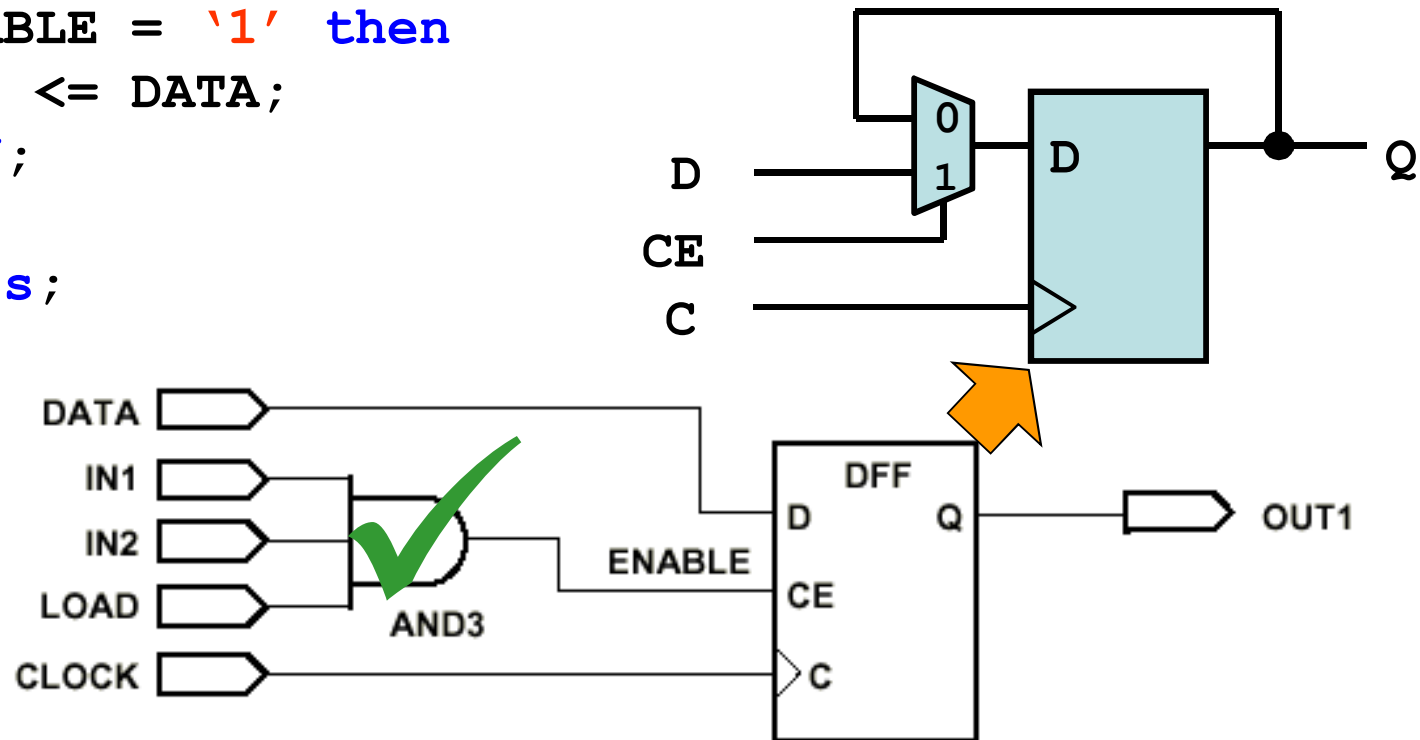 BLE = ‘1’ then
<= DATA;
;
s;
0
1
D
D
Q
CE
C
DATA
IN1
IN2
LOAD
CLOCK
AND3
ENABLE
DFF
D
Q
CE
C
OUT1